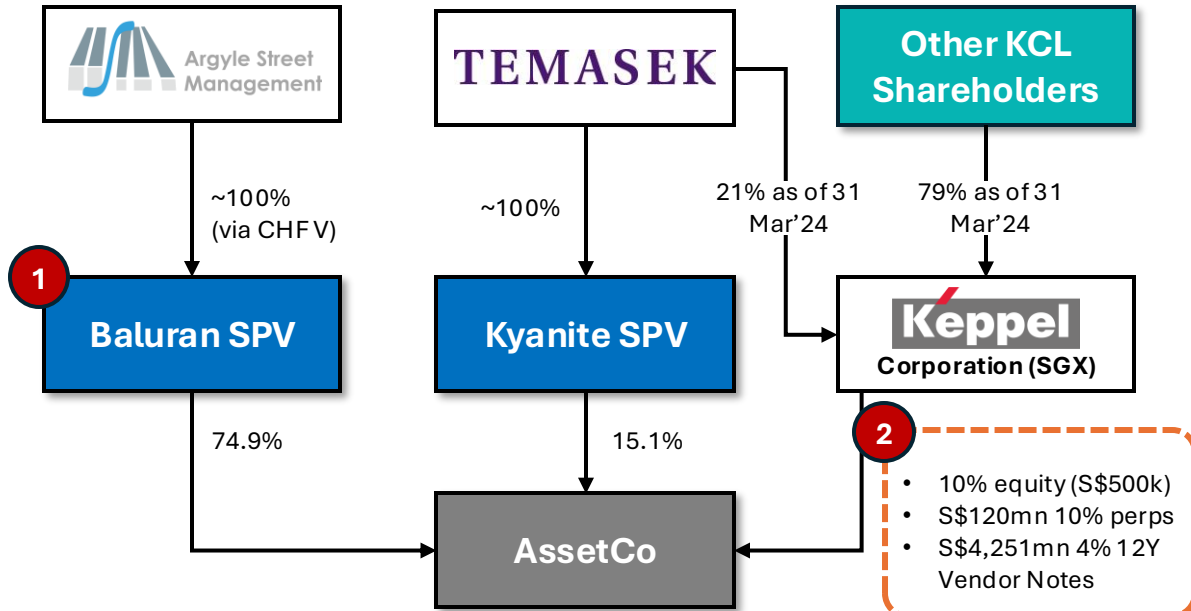 Argyle Street
Management
TEMASEK
Other KCL
Shareholders
~100%
(via CHF V)
~100%
21% as of 31
Mar'24
79% as of 31
Mar'24
1
Baluran SPV
Kyanite SPV
Keppel
Corporation (SGX)
74.9%
15.1%
2
AssetCo
• 10% equity (S$500k)
• S$120mn 10% perps
• S$4,251mn 4% 12Y
Vendor Notes